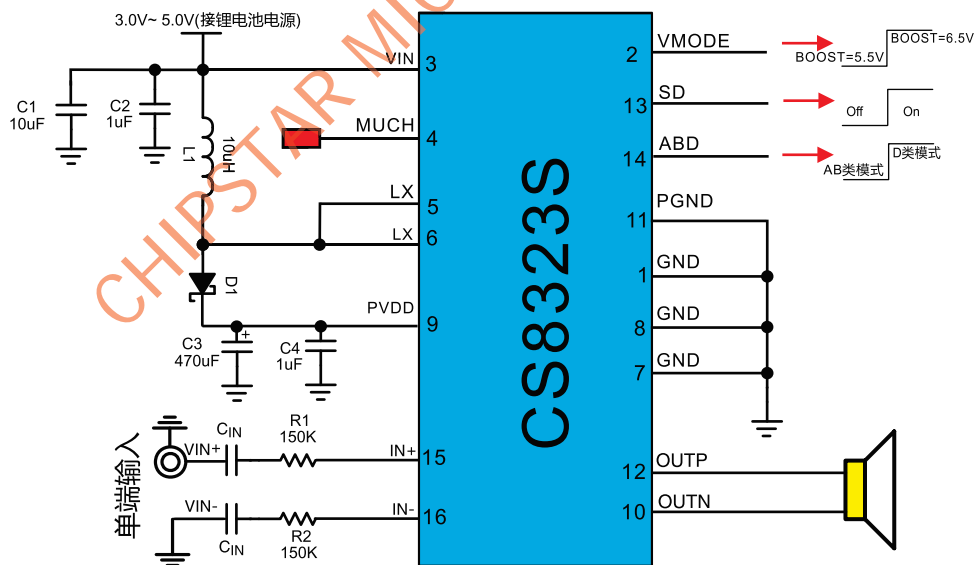 3.0V~ 5.0V(接锂电池电源)
VIN 3
C1
10uF
C2
1uF
L1
10uH
MUCH 4
LX 5
LX 6
D1
PVDD 9
C3
470uF
+
C4
1uF
单端输入
VIN+
CIN
R1
150K
IN+ 15
VIN-
CIN
R2
150K
IN- 16
CS8323S
CHIPSTAR MIC
2 VMODE
BOOST=5.5V
BOOST=6.5V
13 SD
Off
On
14 ABD
AB类模式
D类模式
11 PGND
1 GND
8 GND
7 GND
12 OUTP
10 OUTN